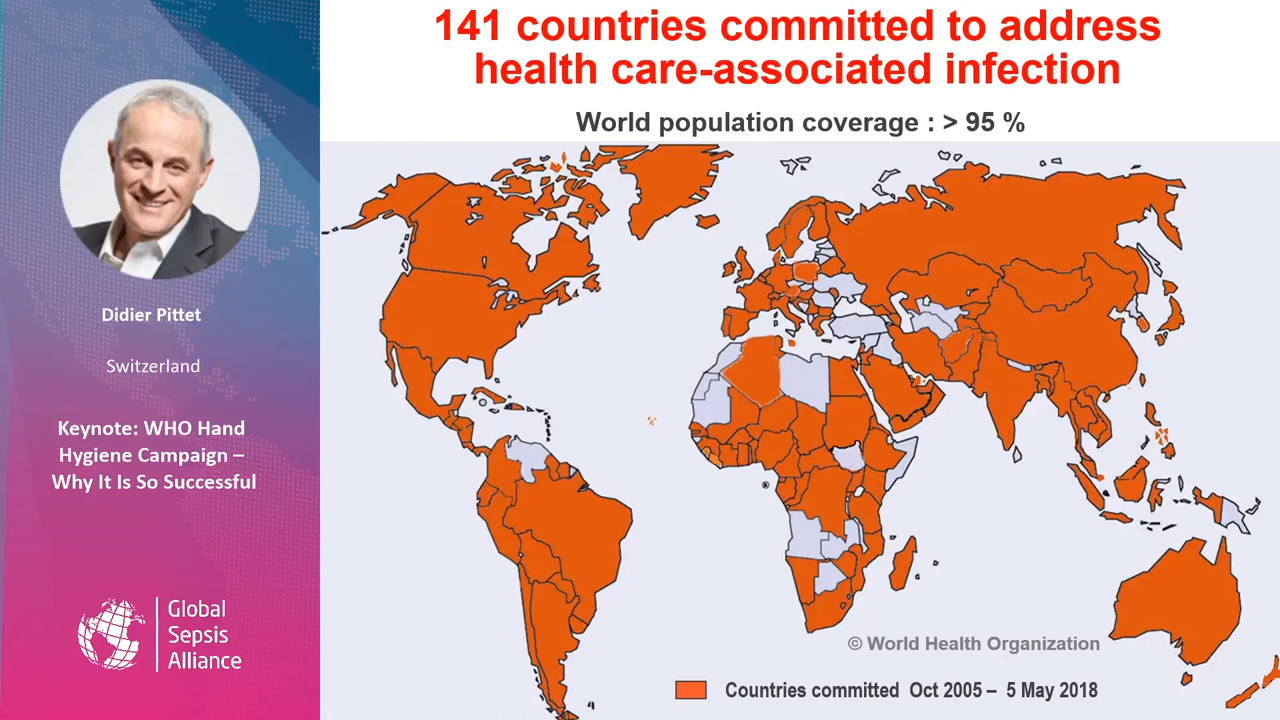 141 countries committed to address
health care-associated infection
World population coverage : > 95 %
Didier Pittet
Switzerland
Keynote: WHO Hand
Hygiene Campaign –
Why It Is So Successful
Global
Sepsis
Alliance
© World Health Organization
Countries committed Oct 2005 – 5 May 2018